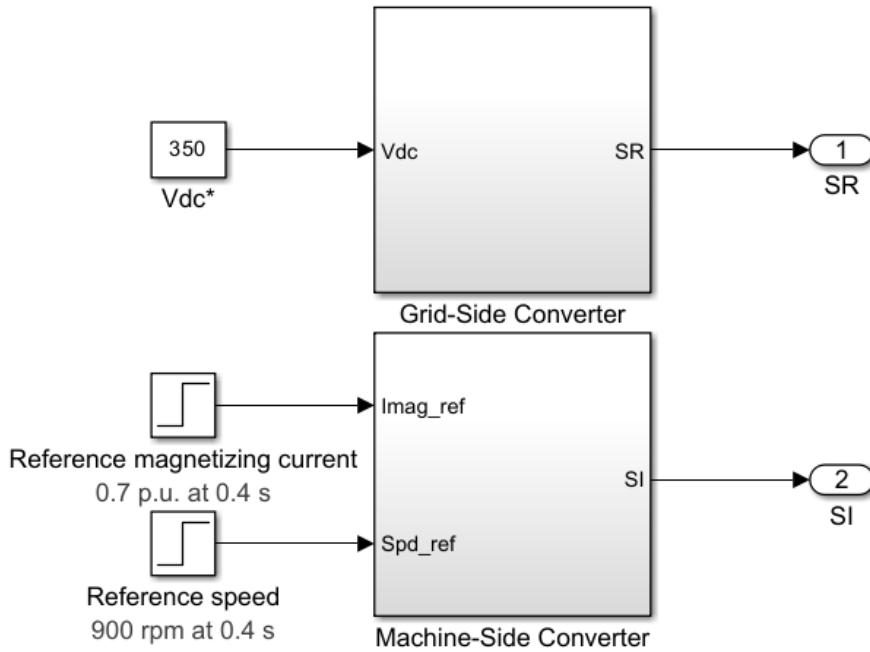 350
Vdc*
Vdc
SR
1
SR
Grid-Side Converter
Imag_ref
Reference magnetizing current
0.7 p.u. at 0.4 s
SI
2
SI
Spd_ref
Reference speed
900 rpm at 0.4 s
Machine-Side Converter